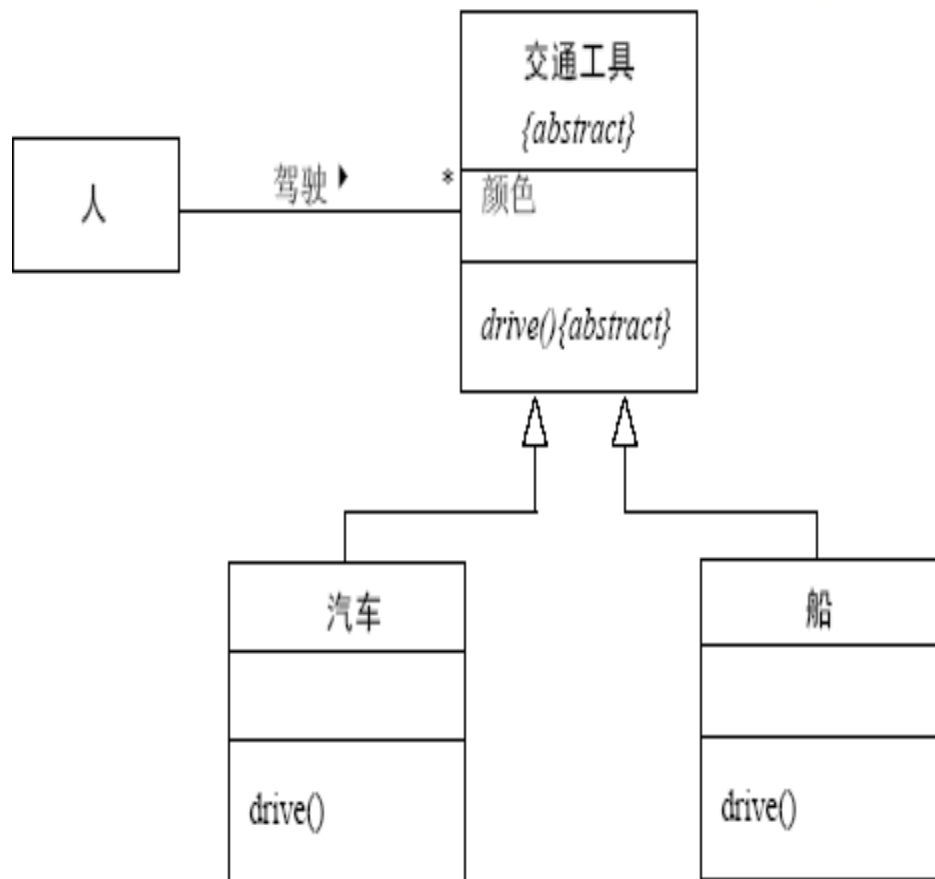 交通工具
{abstract}
人
驾驶 ▶
*
颜色
drive(){abstract}
汽车
船
drive()
drive()